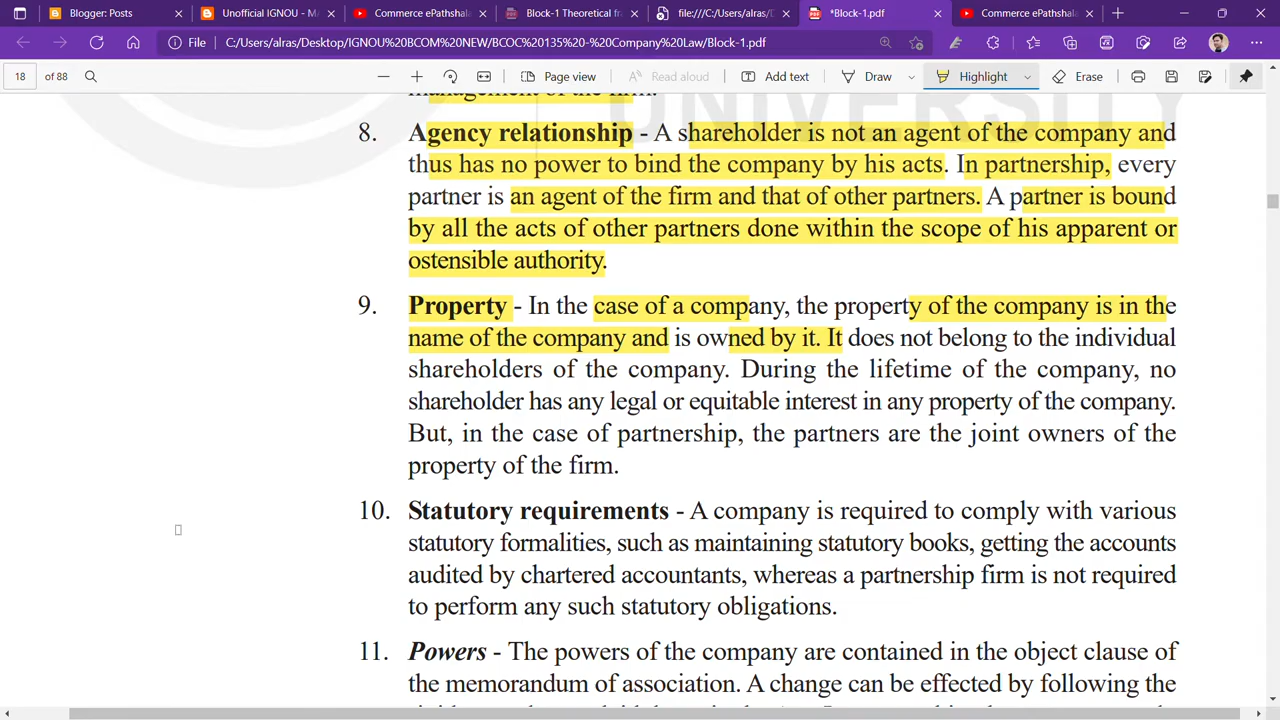 Blogger: Posts
Unofficial IGNOU - MA
Commerce ePathshala
Block-1 Theoretical fra
file:///C:/Users/alras/D
*Block-1.pdf
Commerce ePathshala
File
C:/Users/alras/Desktop/IGNOU%20BCOM%20NEW/BCOC%20135%20-%20Company%20Law/Block-1.pdf
18 of 88
Page view
Read aloud
Add text
Draw
Highlight
Erase
UNIVERSITY
management of the firm.
8. Agency relationship - A shareholder is not an agent of the company and
thus has no power to bind the company by his acts. In partnership, every
partner is an agent of the firm and that of other partners. A partner is bound
by all the acts of other partners done within the scope of his apparent or
ostensible authority.
9. Property - In the case of a company, the property of the company is in the
name of the company and is owned by it. It does not belong to the individual
shareholders of the company. During the lifetime of the company, no
shareholder has any legal or equitable interest in any property of the company.
But, in the case of partnership, the partners are the joint owners of the
property of the firm.
10. Statutory requirements - A company is required to comply with various
statutory formalities, such as maintaining statutory books, getting the accounts
audited by chartered accountants, whereas a partnership firm is not required
to perform any such statutory obligations.
11. Powers - The powers of the company are contained in the object clause of
the memorandum of association. A change can be effected by following the